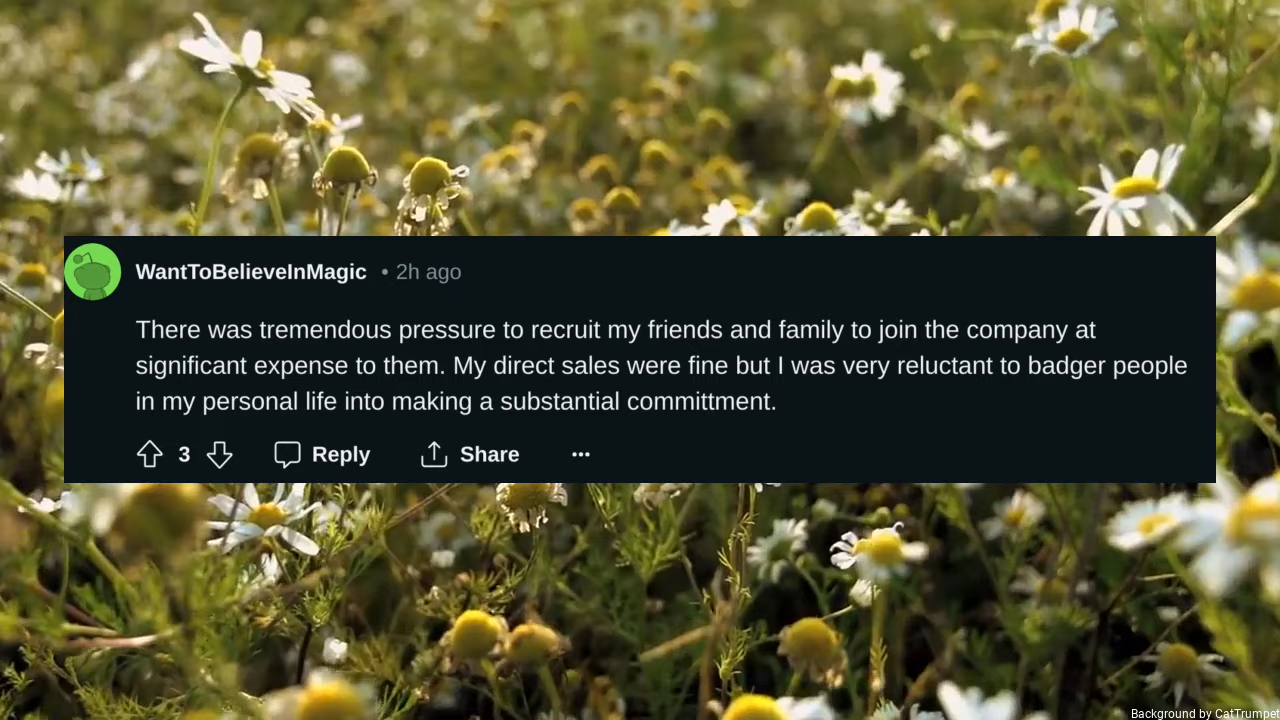 WantToBelieveInMagic • 2h ago
There was tremendous pressure to recruit my friends and family to join the company at
significant expense to them. My direct sales were fine but I was very reluctant to badger people
in my personal life into making a substantial committment.
3 Reply Share ···
Background by CatTrumpet